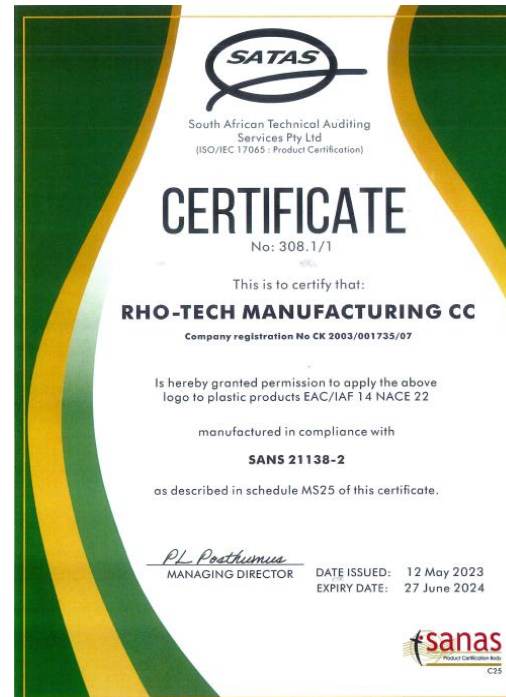 SATAS
South African Technical Auditing
Services Pty Ltd
(ISO/IEC 17065 : Product Certification)
CERTIFICATE
No: 308.1/1
This is to certify that:
RHO-TECH MANUFACTURING CC
Company registration No CK 2003/001735/07
Is hereby granted permission to apply the above
logo to plastic products EAC/IAF 14 NACE 22
manufactured in compliance with
SANS 21138-2
as described in schedule MS25 of this certificate.
PL Posthumus
MANAGING DIRECTOR
DATE ISSUED: 12 May 2023
EXPIRY DATE: 27 June 2024
sanas
Product Certification Body
C25